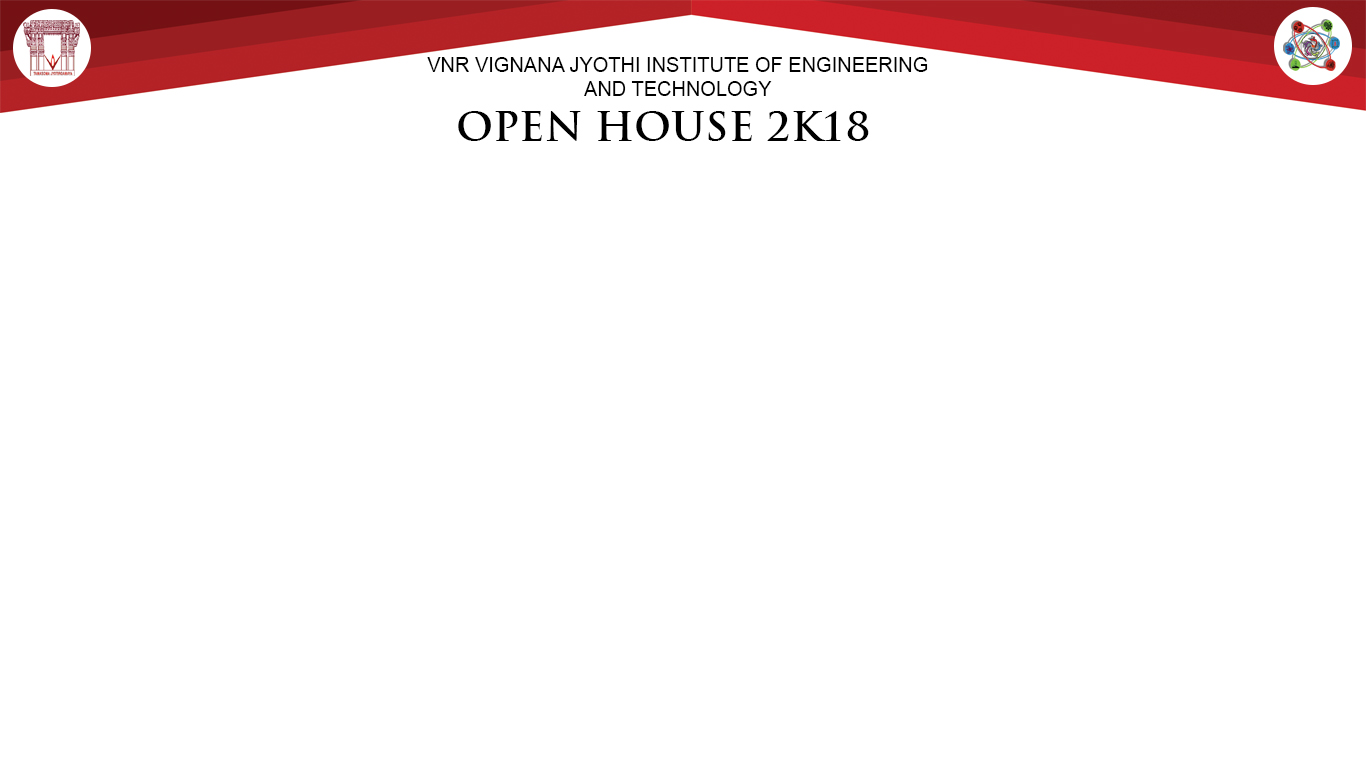 VNR VIGNANA JYOTHI INSTITUTE OF ENGINEERING
AND TECHNOLOGY
OPEN HOUSE 2K18